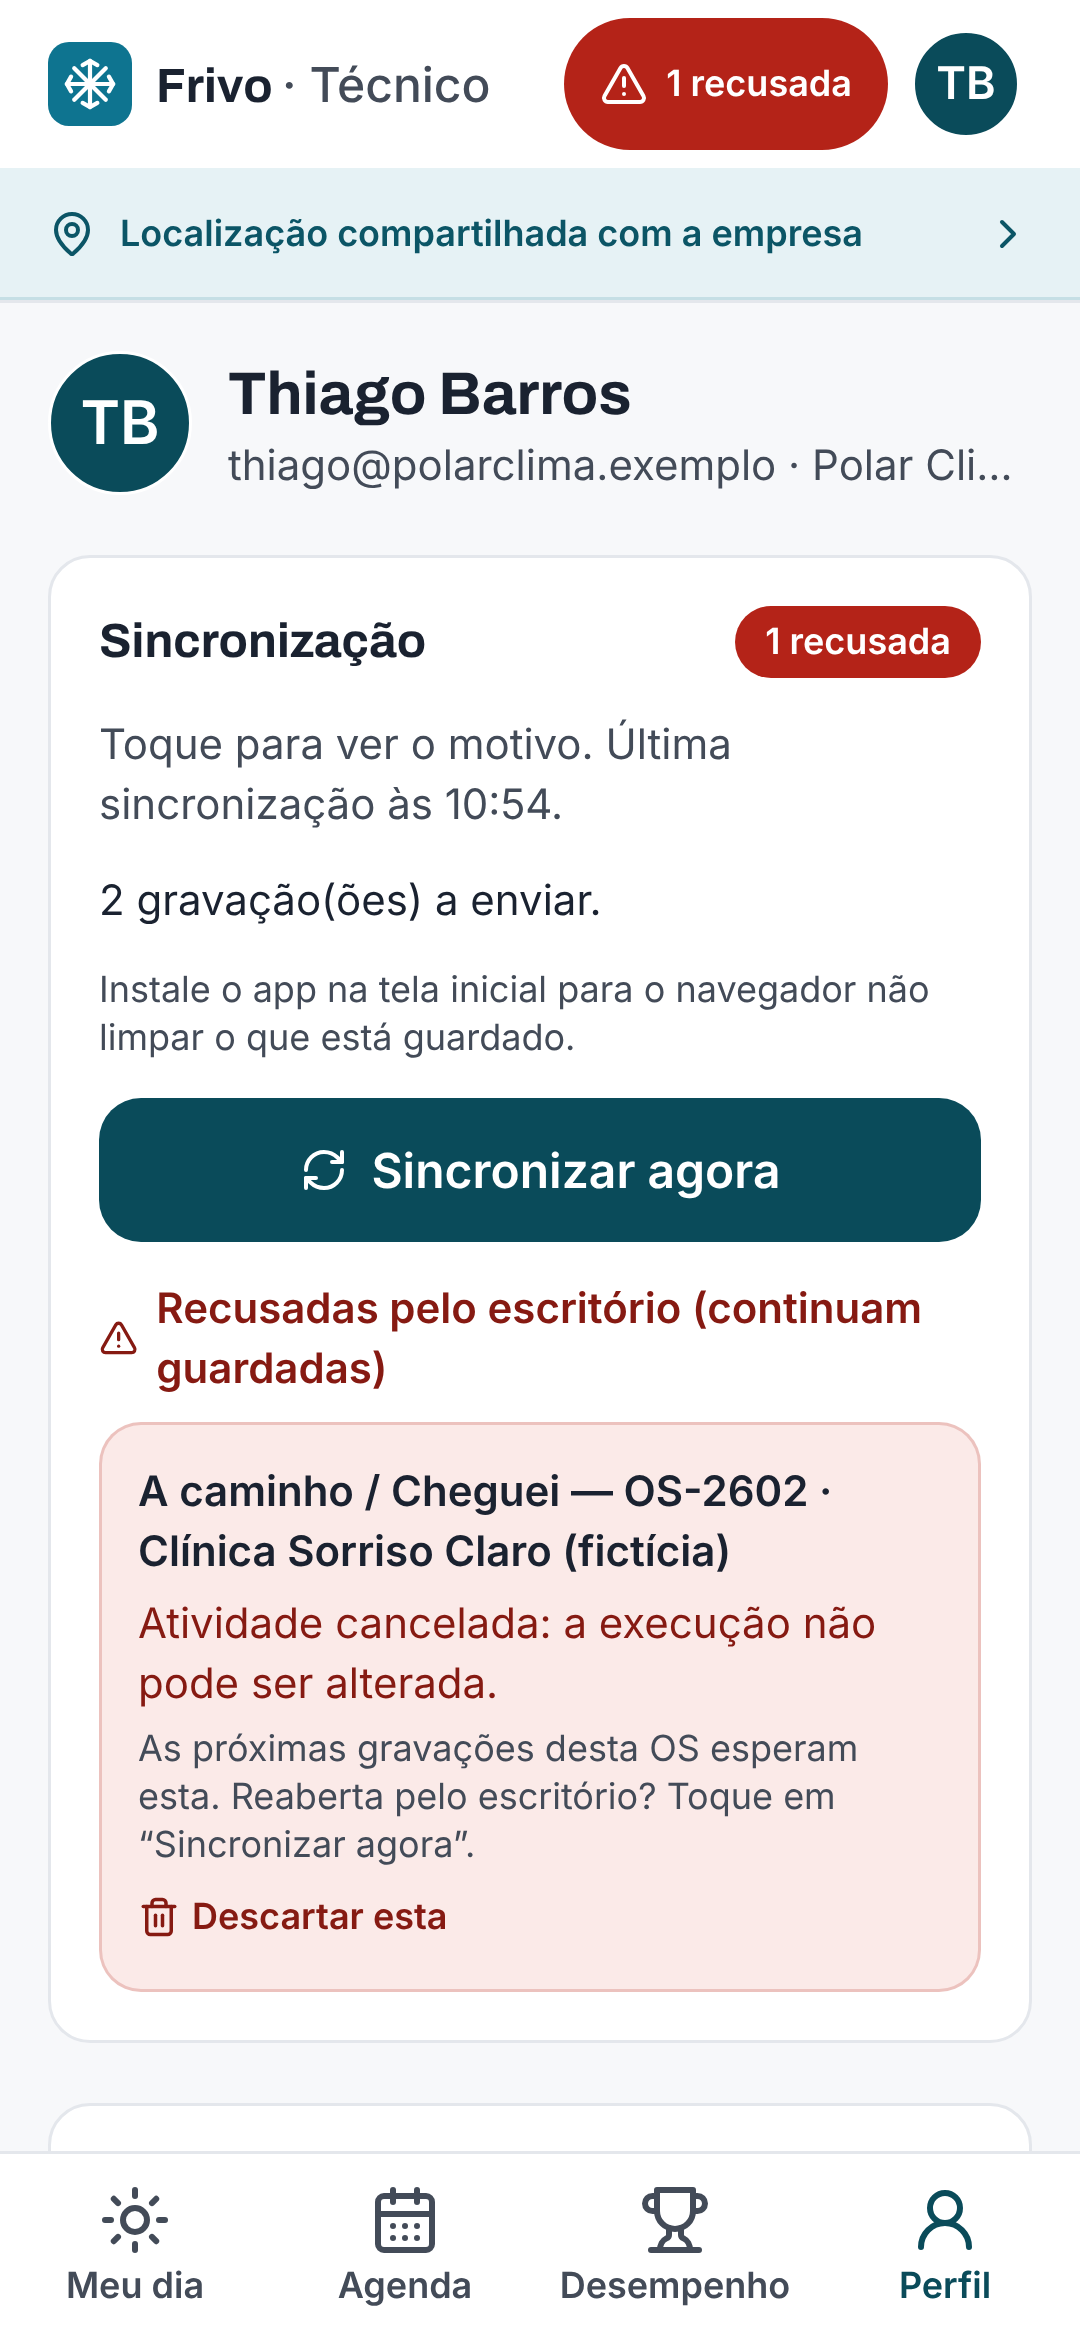 Frivo · Técnico
1 recusada
TB
Localização compartilhada com a empresa
TB
Thiago Barros
thiago@polarclima.exemplo · Polar Cli...
Sincronização
1 recusada
Toque para ver o motivo. Última
sincronização às 10:54.
2 gravação(ões) a enviar.
Instale o app na tela inicial para o navegador não
limpar o que está guardado.
Sincronizar agora
Recusadas pelo escritório (continuam
guardadas)
A caminho / Cheguei — OS-2602 ·
Clínica Sorriso Claro (fictícia)
Atividade cancelada: a execução não
pode ser alterada.
As próximas gravações desta OS esperam
esta. Reaberta pelo escritório? Toque em
“Sincronizar agora”.
Descartar esta
Meu dia
Agenda
Desempenho
Perfil